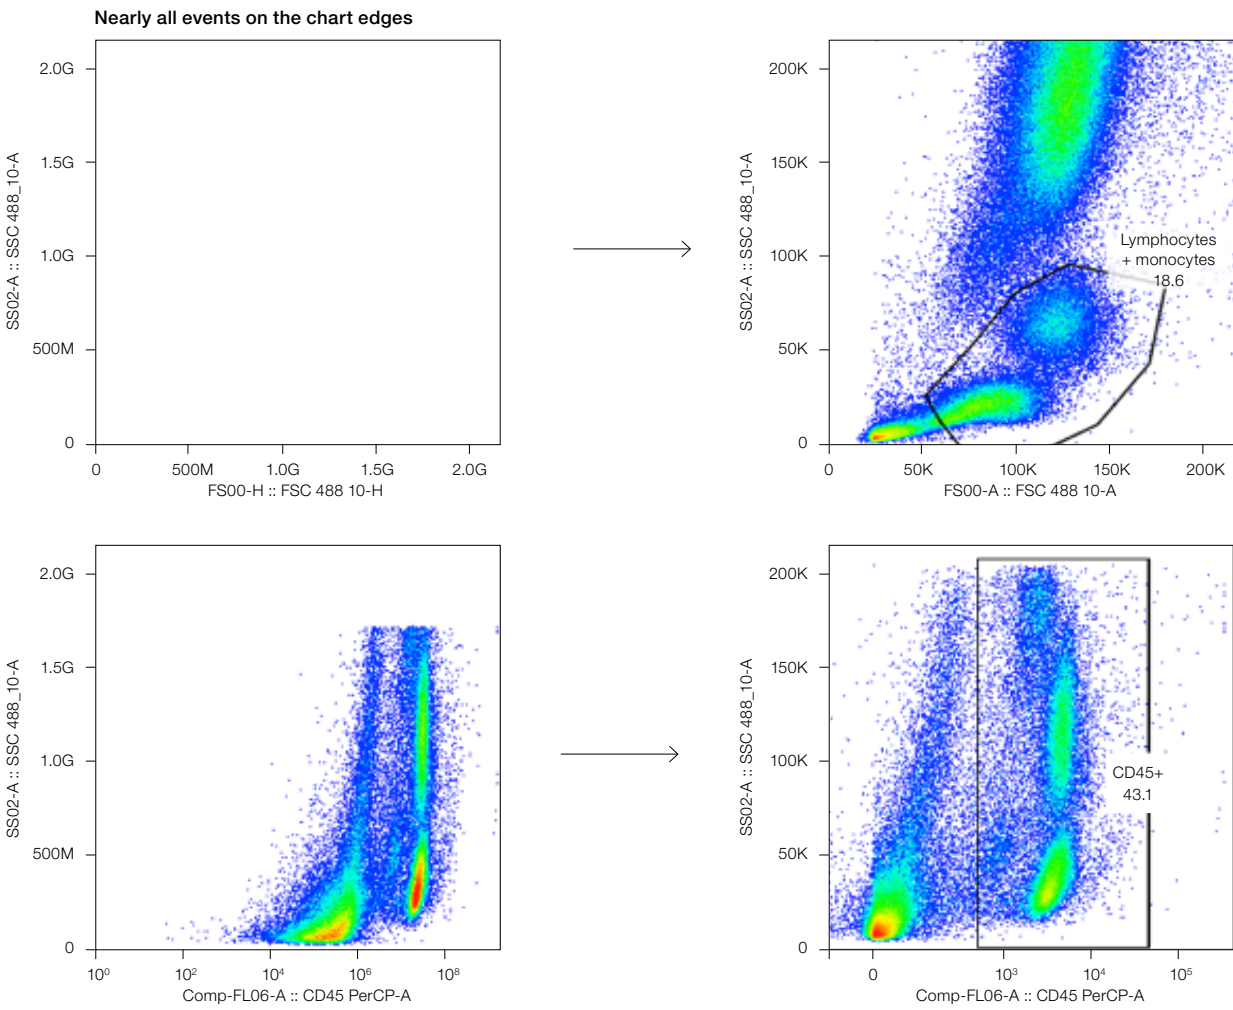 Nearly all events on the chart edges
SS02-A :: SSC 488_10-A
2.0G
1.5G
1.0G
500M
0
0 500M 1.0G 1.5G 2.0G
FS00-H :: FSC 488 10-H
SS02-A :: SSC 488_10-A
200K
150K
100K
50K
0
Lymphocytes
+ monocytes
18.6
0 50K 100K 150K 200K
FS00-A :: FSC 488 10-A
SS02-A :: SSC 488_10-A
2.0G
1.5G
1.0G
500M
0
10⁰ 10² 10⁴ 10⁶ 10⁸
Comp-FL06-A :: CD45 PerCP-A
SS02-A :: SSC 488_10-A
200K
150K
100K
50K
0
CD45+
43.1
0 10³ 10⁴ 10⁵
Comp-FL06-A :: CD45 PerCP-A